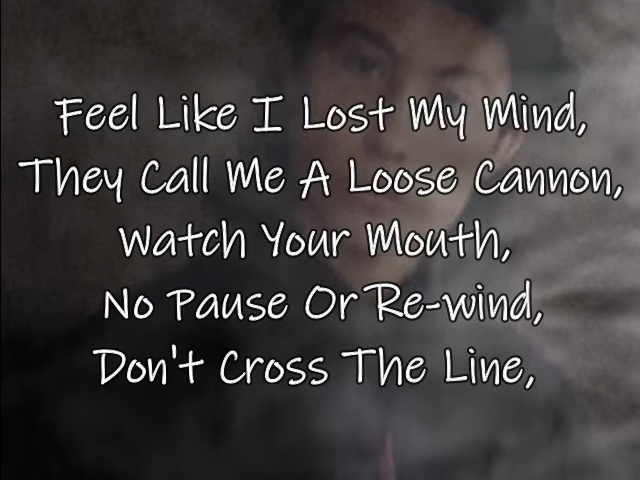 Feel Like I Lost My Mind,
They Call Me A Loose Cannon,
Watch Your Mouth,
No Pause Or Re-wind,
Don't Cross The Line,